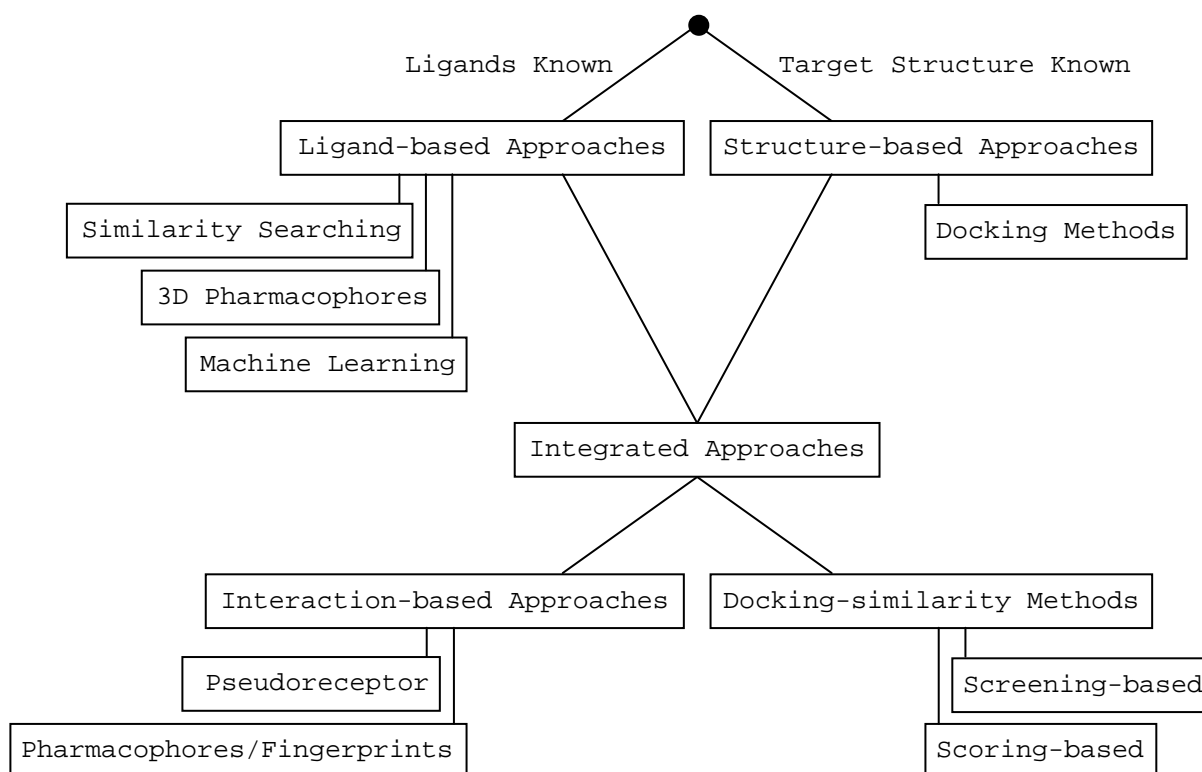 Ligands Known
Target Structure Known
Ligand-based Approaches
Structure-based Approaches
Similarity Searching
Docking Methods
3D Pharmacophores
Machine Learning
Integrated Approaches
Interaction-based Approaches
Docking-similarity Methods
Pseudoreceptor
Screening-based
Pharmacophores/Fingerprints
Scoring-based